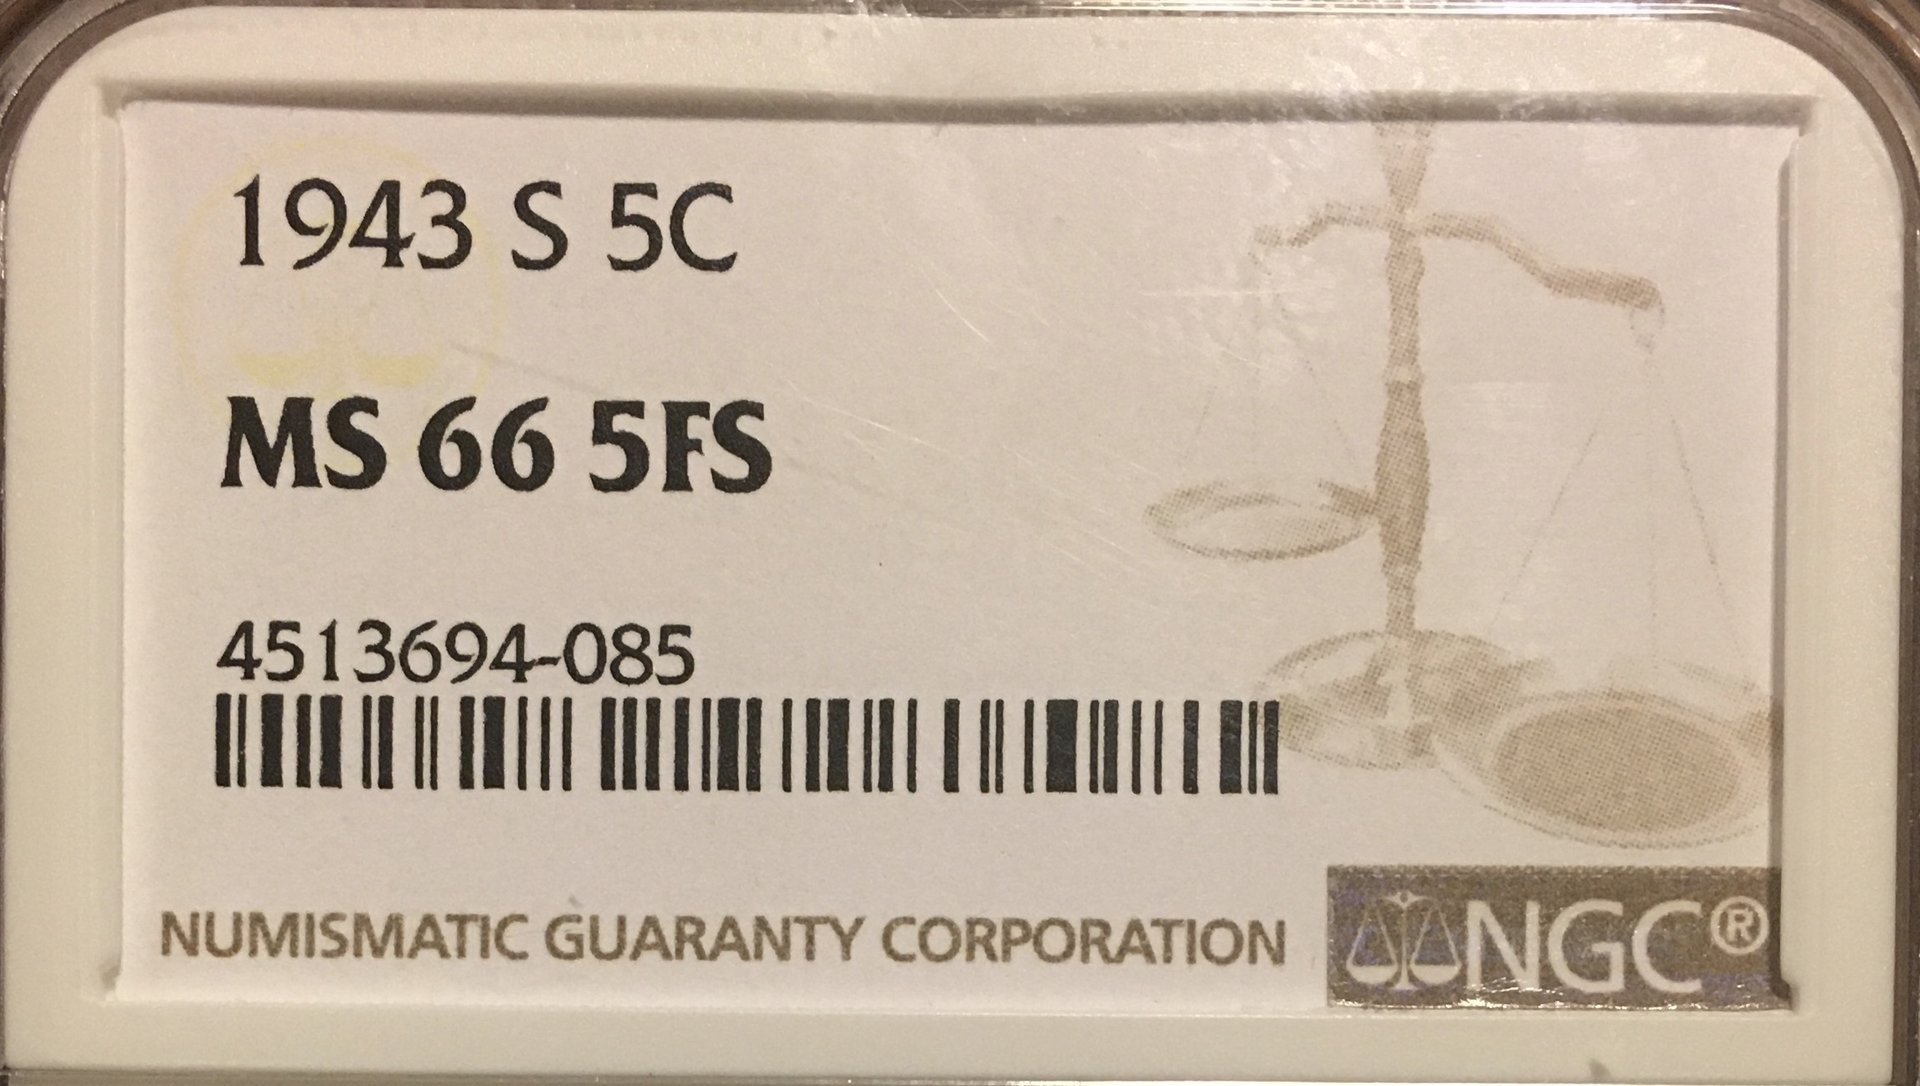 1943 S 5C
MS 66 5FS
4513694-085
NUMISMATIC GUARANTY CORPORATION NGC®